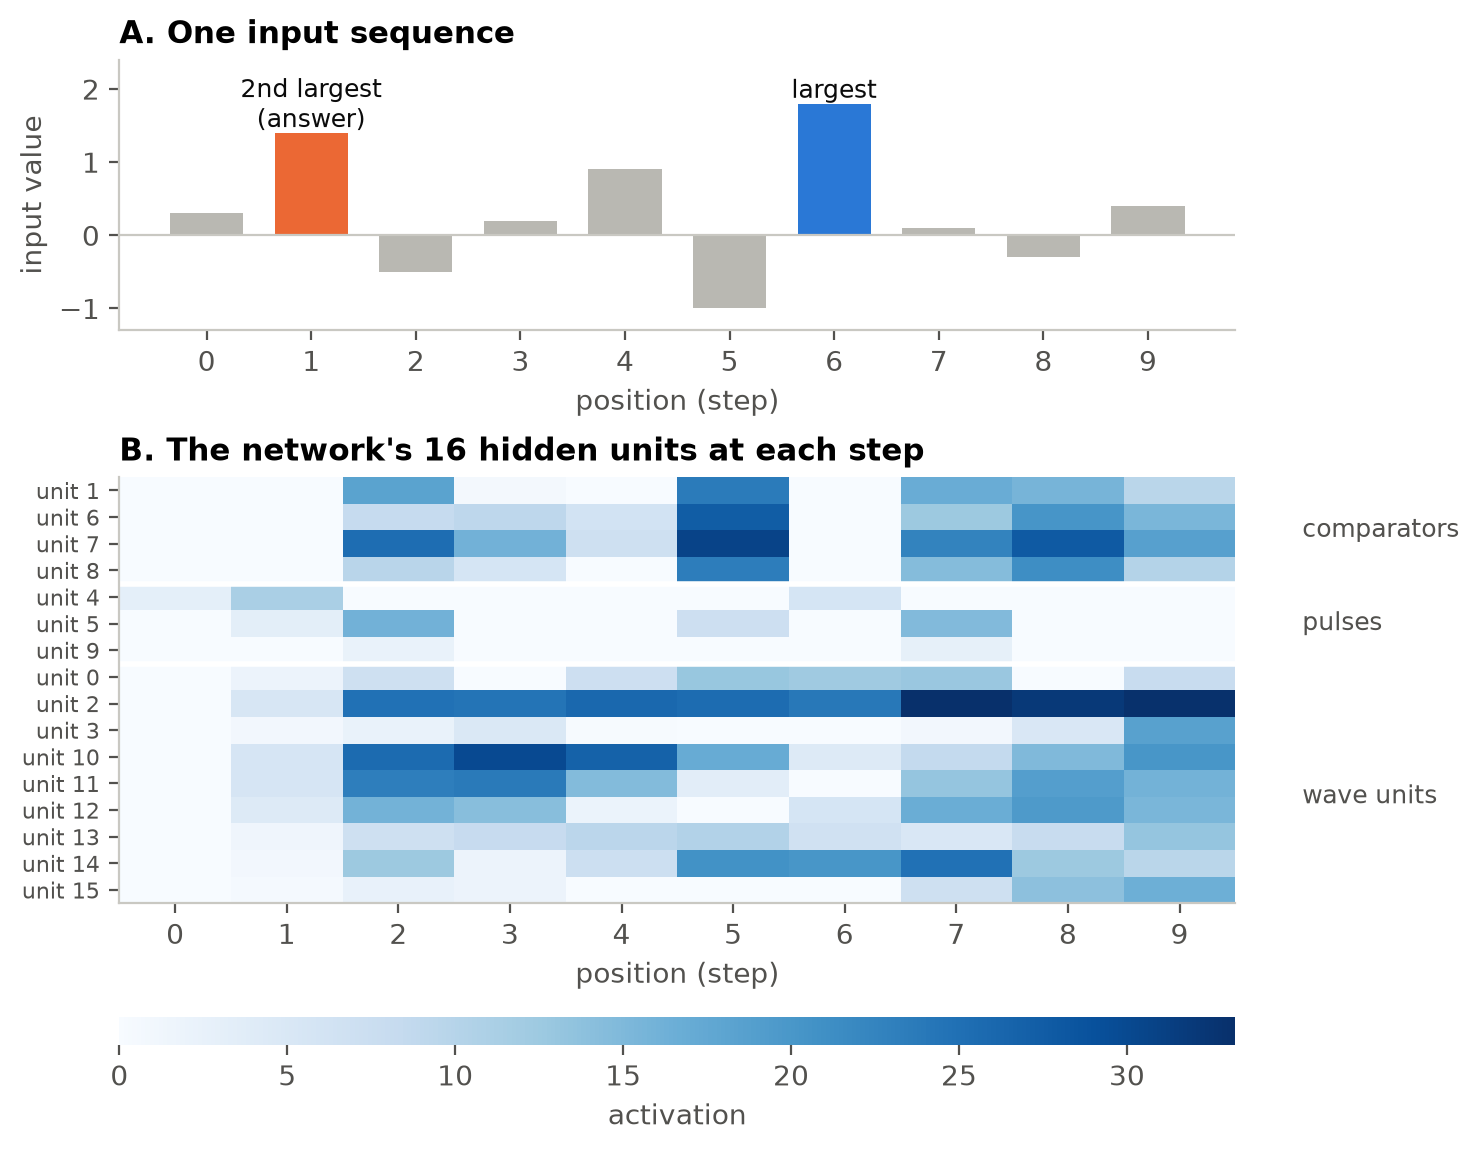 A. One input sequence
2nd largest
(answer)
largest
2
1
0
−1
input value
0 1 2 3 4 5 6 7 8 9
position (step)
B. The network's 16 hidden units at each step
unit 1
unit 6
unit 7
unit 8
unit 4
unit 5
unit 9
unit 0
unit 2
unit 3
unit 10
unit 11
unit 12
unit 13
unit 14
unit 15
comparators
pulses
wave units
0 1 2 3 4 5 6 7 8 9
position (step)
0 5 10 15 20 25 30
activation